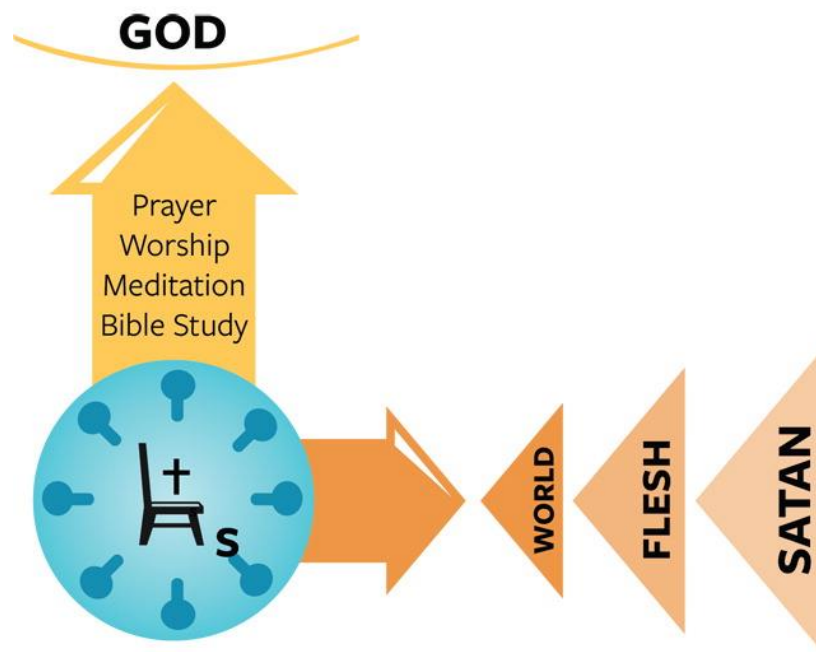 GOD
Prayer
Worship
Meditation
Bible Study
S
WORLD
FLESH
SATAN